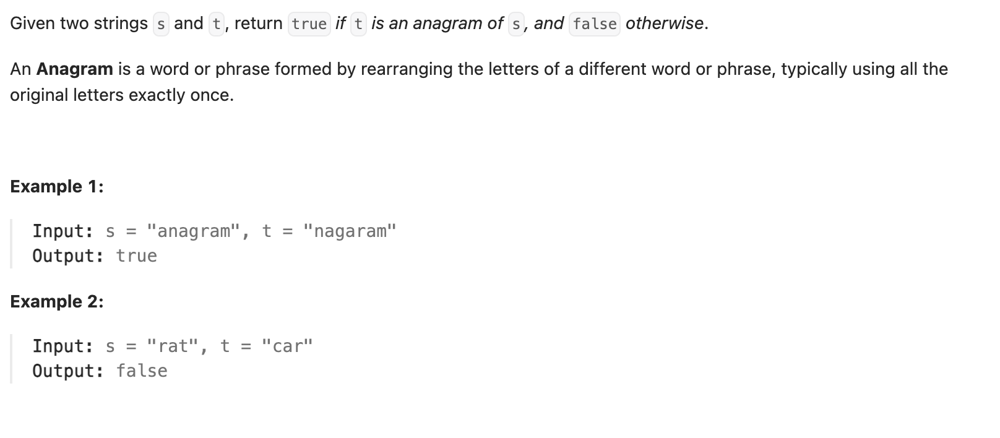 Given two strings s and t, return true if t is an anagram of s, and false otherwise.
An Anagram is a word or phrase formed by rearranging the letters of a different word or phrase, typically using all the
original letters exactly once.
Example 1:
Input: s = "anagram", t = "nagaram"
Output: true
Example 2:
Input: s = "rat", t = "car"
Output: false